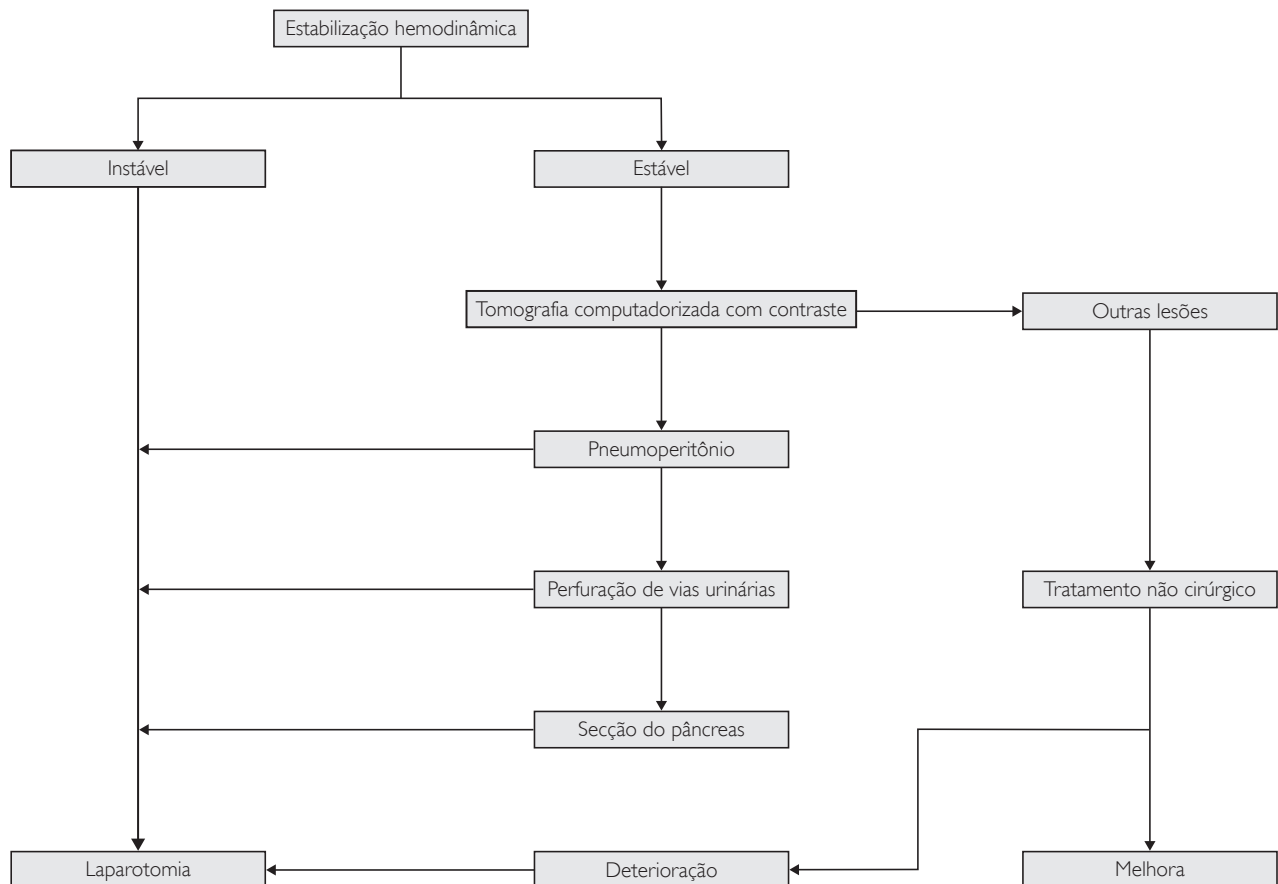 Estabilização hemodinâmica
Instável
Estável
Tomografia computadorizada com contraste
Outras lesões
Pneumoperitônio
Perfuração de vias urinárias
Tratamento não cirúrgico
Secção do pâncreas
Laparotomia
Deterioração
Melhora